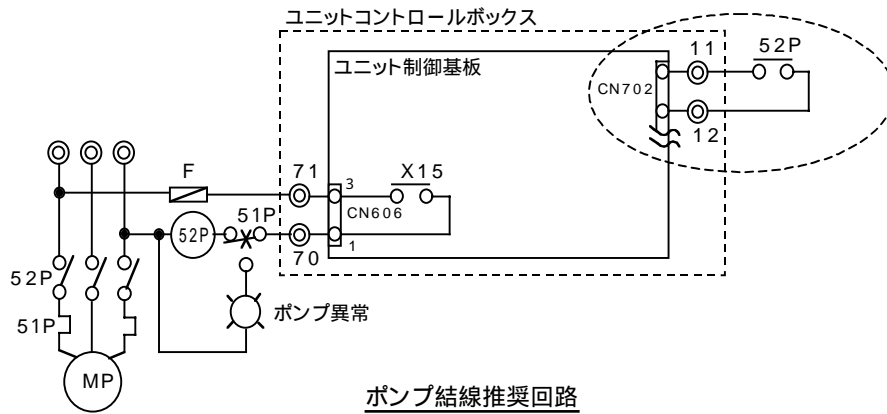 ユニットコントロールボックス
ユニット制御基板
11
52P
CN702
12
F
71
3
X15
CN606
51P
52P
70
1
52P
51P
ポンプ異常
MP
ポンプ結線推奨回路